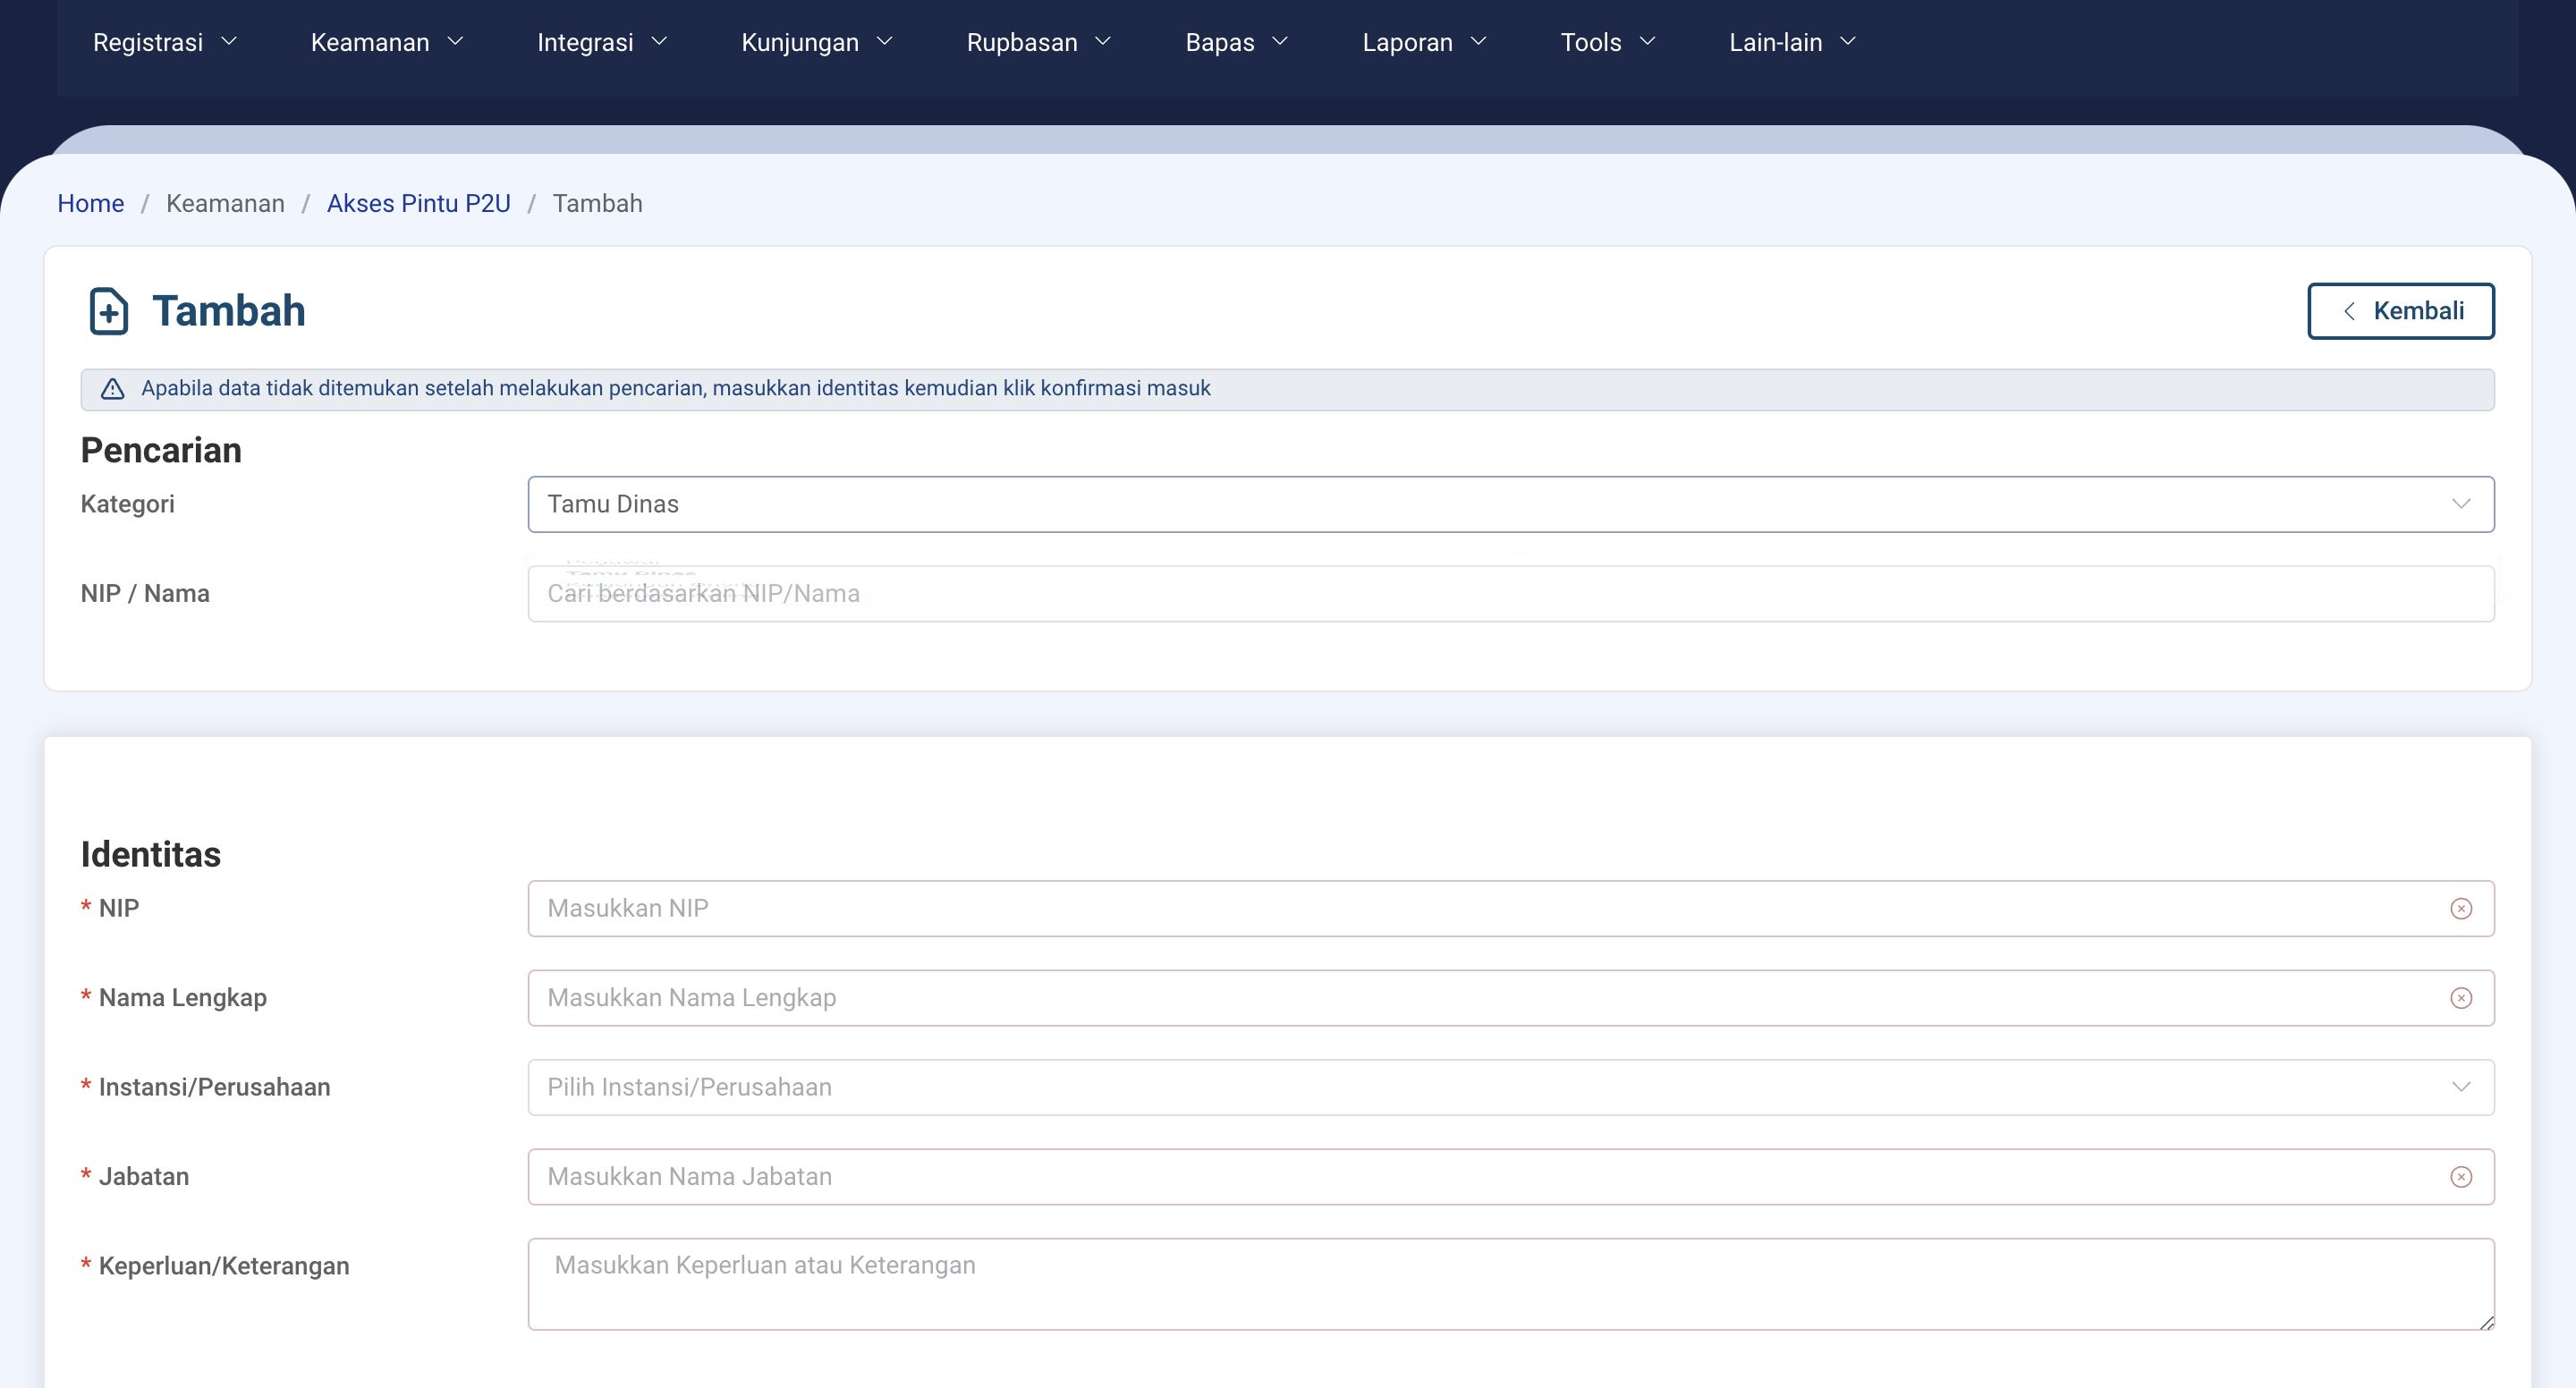 Registrasi Keamanan Integrasi Kunjungan Rupbasan Bapas Laporan Tools Lain-lain
Home / Keamanan / Akses Pintu P2U / Tambah
Tambah
Kembali
Apabila data tidak ditemukan setelah melakukan pencarian, masukkan identitas kemudian klik konfirmasi masuk
Pencarian
Kategori
Tamu Dinas
NIP / Nama
Cari berdasarkan NIP/Nama
Identitas
* NIP
Masukkan NIP
* Nama Lengkap
Masukkan Nama Lengkap
* Instansi/Perusahaan
Pilih Instansi/Perusahaan
* Jabatan
Masukkan Nama Jabatan
* Keperluan/Keterangan
Masukkan Keperluan atau Keterangan